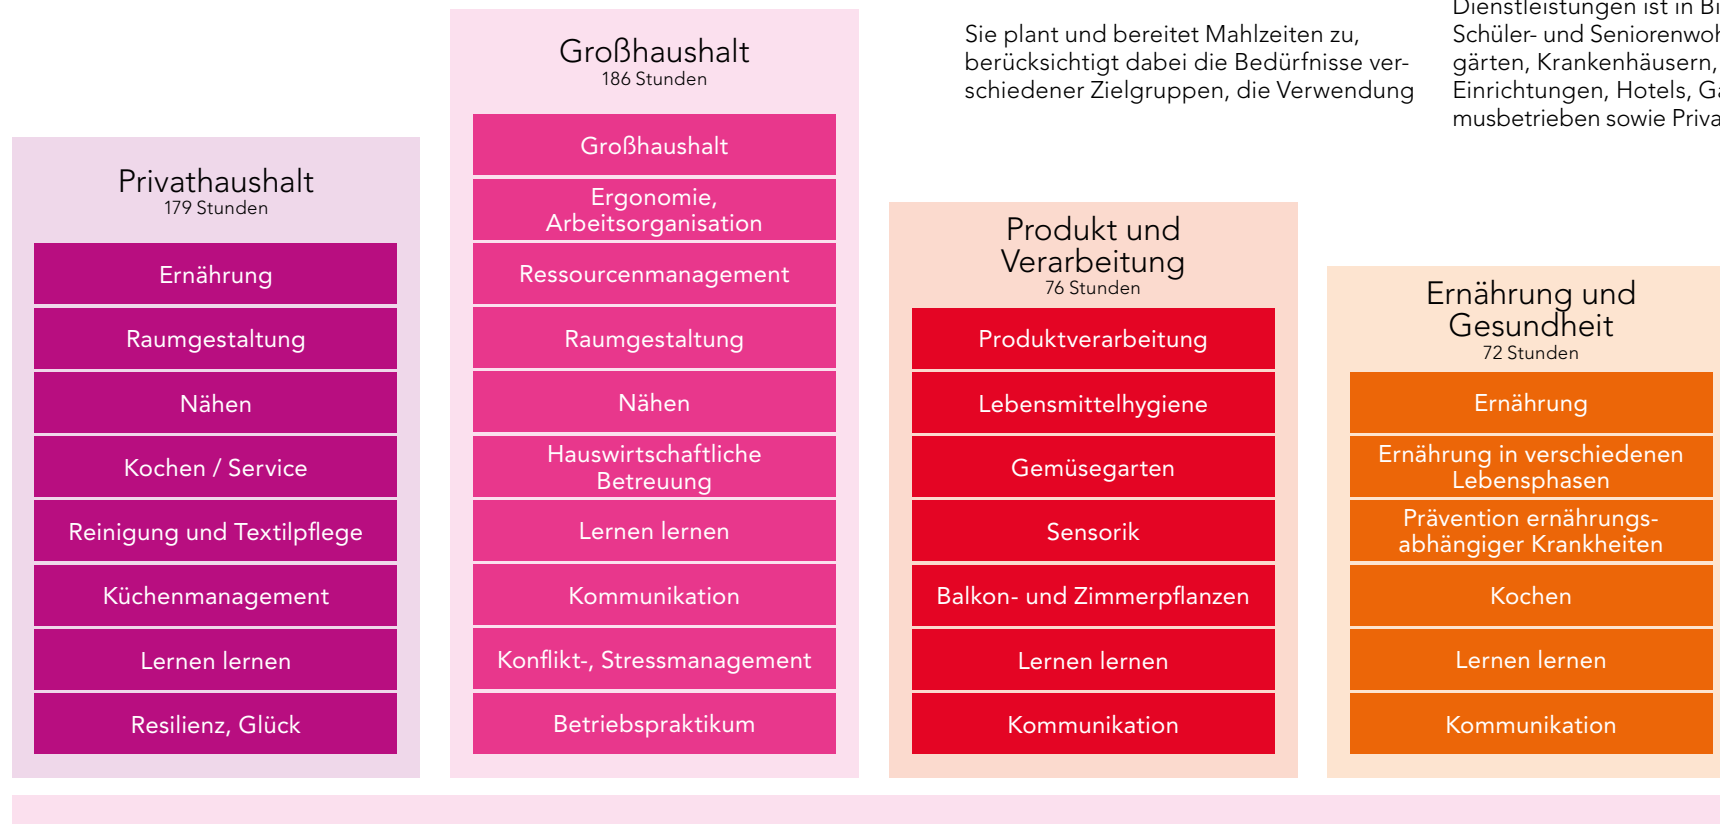 Sie plant und bereitet Mahlzeiten zu,
berücksichtigt dabei die Bedürfnisse ver-
schiedener Zielgruppen, die Verwendung
Dienstleistungen ist in
Schüler- und
gärten, Krankenhäusern,
Einrichtungen, Hotels,
musbetrieben sowie
Privathaushalt
179 Stunden
Ernährung
Raumgestaltung
Nähen
Kochen / Service
Reinigung und Textilpflege
Küchenmanagement
Lernen lernen
Resilienz, Glück
Großhaushalt
186 Stunden
Großhaushalt
Ergonomie,
Arbeitsorganisation
Ressourcenmanagement
Raumgestaltung
Nähen
Hauswirtschaftliche
Betreuung
Lernen lernen
Kommunikation
Konflikt-, Stressmanagement
Betriebspraktikum
Produkt und
Verarbeitung
76 Stunden
Produktverarbeitung
Lebensmittelhygiene
Gemüsegarten
Sensorik
Balkon- und Zimmerpflanzen
Lernen lernen
Kommunikation
Ernährung und
Gesundheit
72 Stunden
Ernährung
Ernährung in verschiedenen
Lebensphasen
Prävention ernährungs-
abhängiger Krankheiten
Kochen
Lernen lernen
Kommunikation